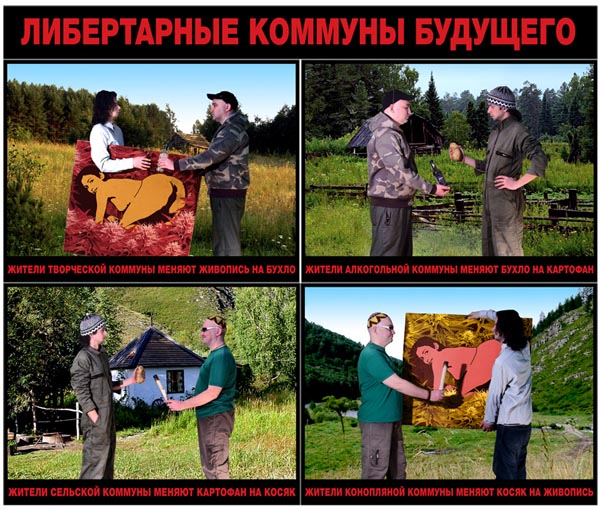 ЛИБЕРТАРНЫЕ КОММУНЫ БУДУЩЕГО
ЖИТЕЛИ ТВОРЧЕСКОЙ КОММУНЫ МЕНЯЮТ ЖИВОПИСЬ НА БУХЛО
ЖИТЕЛИ АЛКОГОЛЬНОЙ КОММУНЫ МЕНЯЮТ БУХЛО НА КАРТОФАН
ЖИТЕЛИ СЕЛЬСКОЙ КОММУНЫ МЕНЯЮТ КАРТОФАН НА КОСЯК
ЖИТЕЛИ КОНОПЛЯНОЙ КОММУНЫ МЕНЯЮТ КОСЯК НА ЖИВОПИСЬ